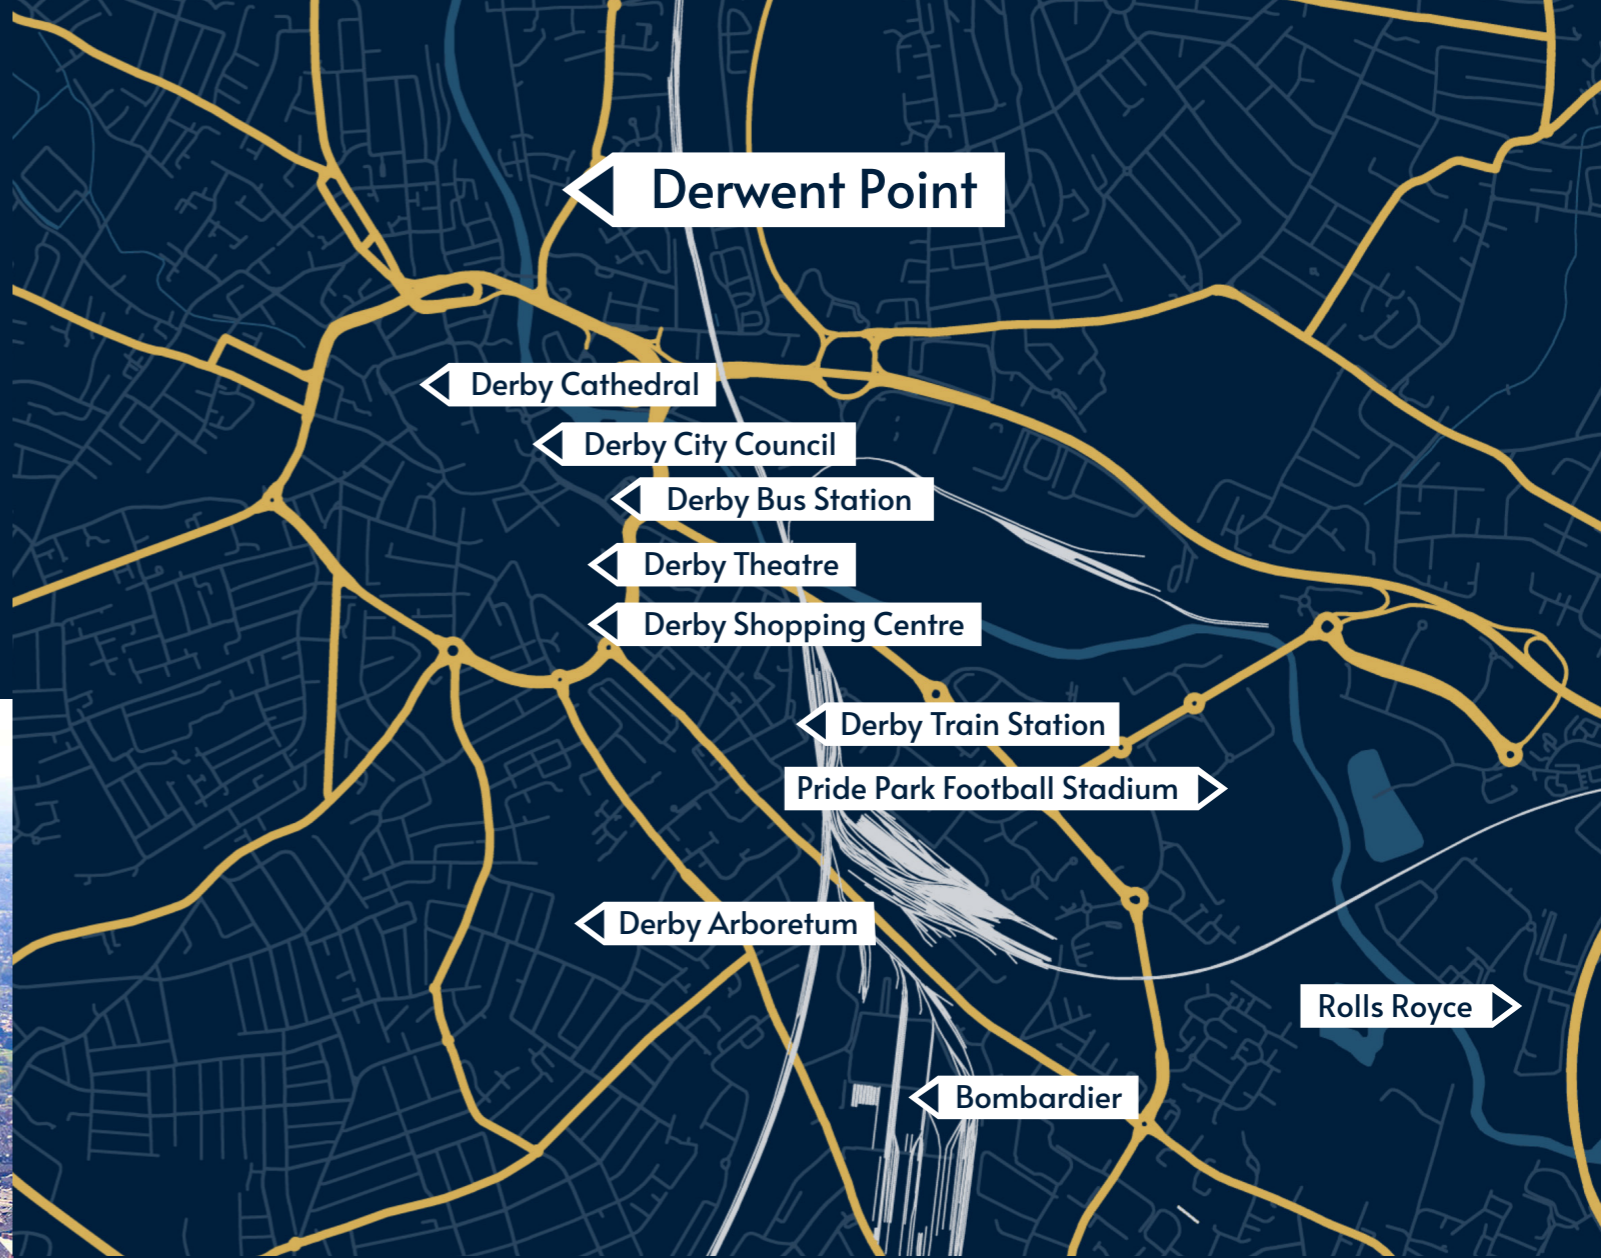 Derwent Point
Derby Cathedral
Derby City Council
Derby Bus Station
Derby Theatre
Derby Shopping Centre
Derby Train Station
Pride Park Football Stadium
Derby Arboretum
Rolls Royce
Bombardier